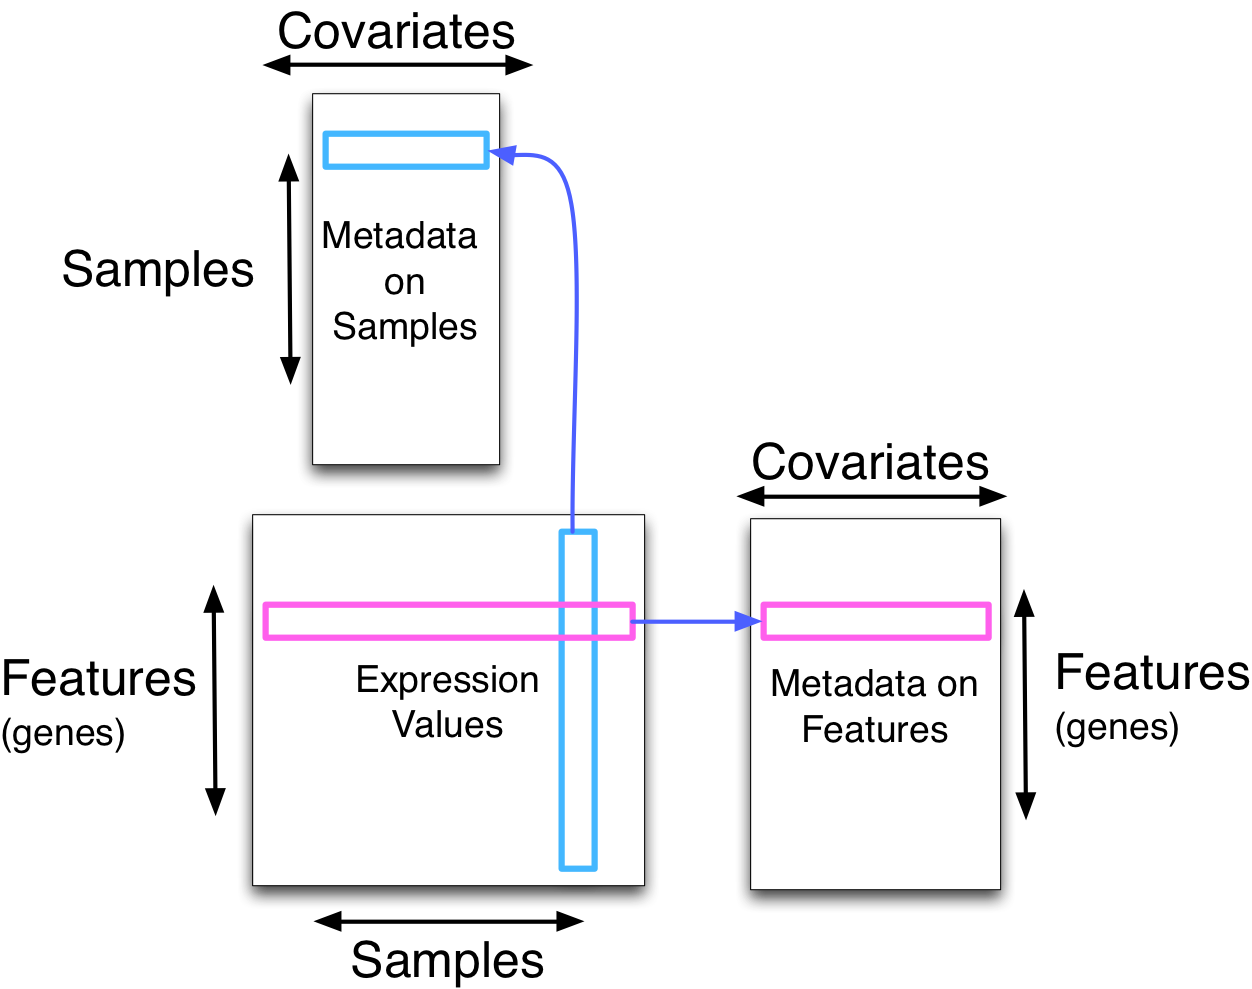 Covariates
Samples
Metadata
on
Samples
Covariates
Features
(genes)
Expression
Values
Metadata on
Features
Features
(genes)
Samples